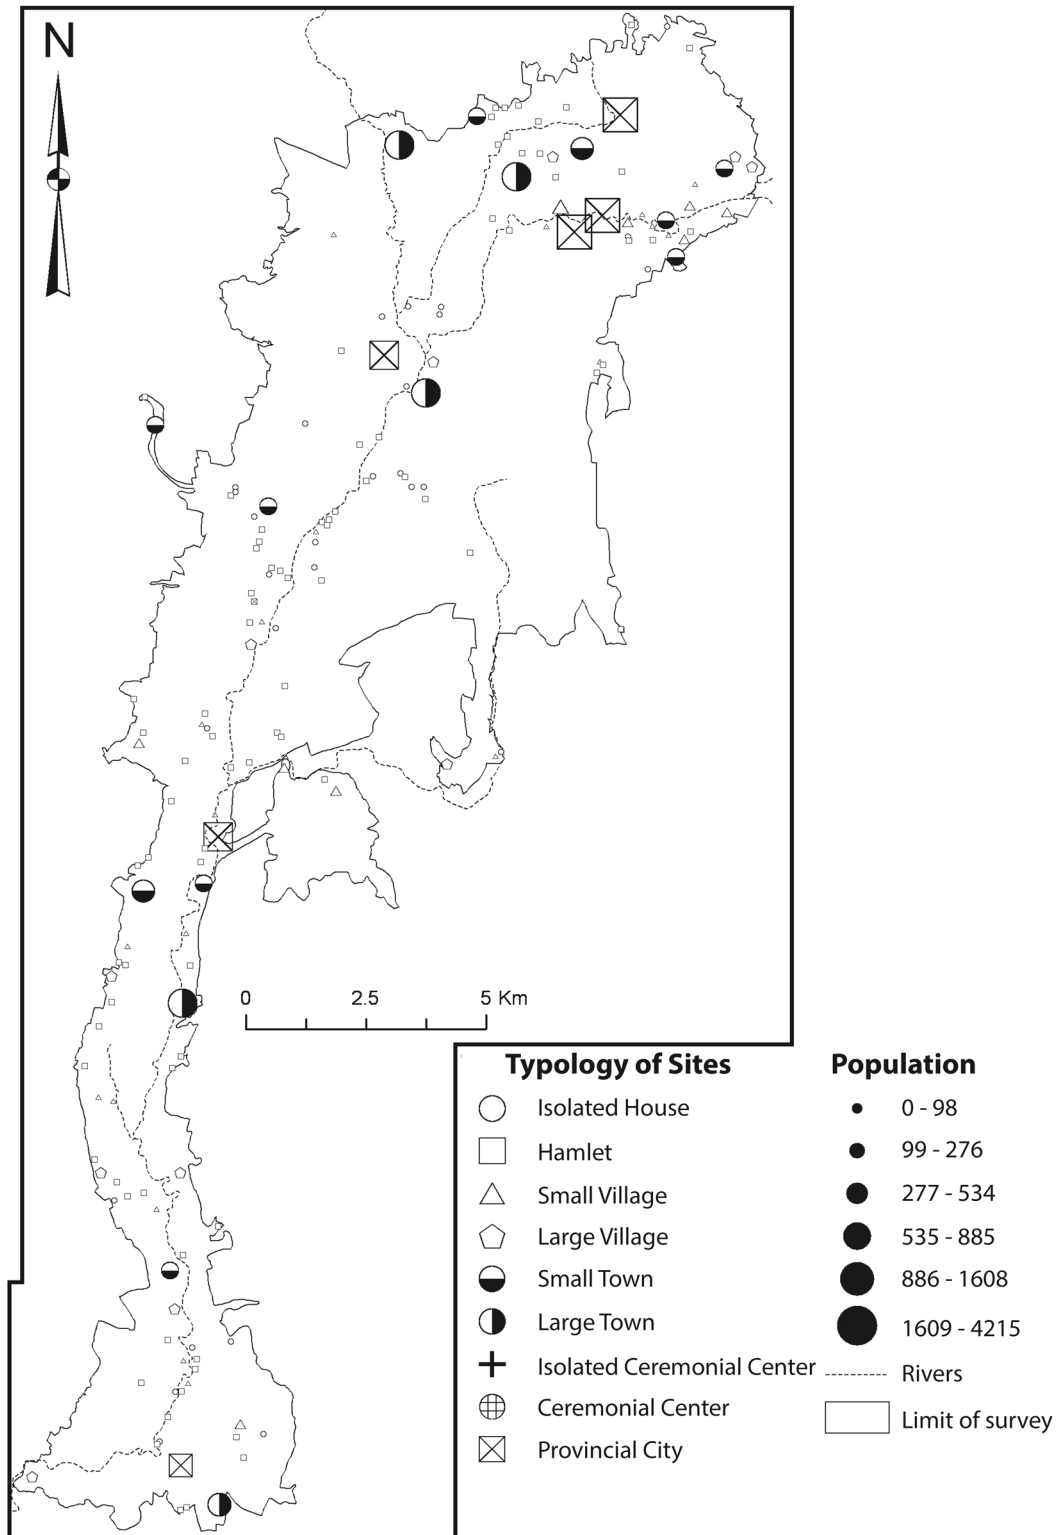 N
0 2.5 5 Km
Typology of Sites
Isolated House
Hamlet
Small Village
Large Village
Small Town
Large Town
Isolated Ceremonial Center
Ceremonial Center
Provincial City
Population
0 - 98
99 - 276
277 - 534
535 - 885
886 - 1608
1609 - 4215
Rivers
Limit of survey